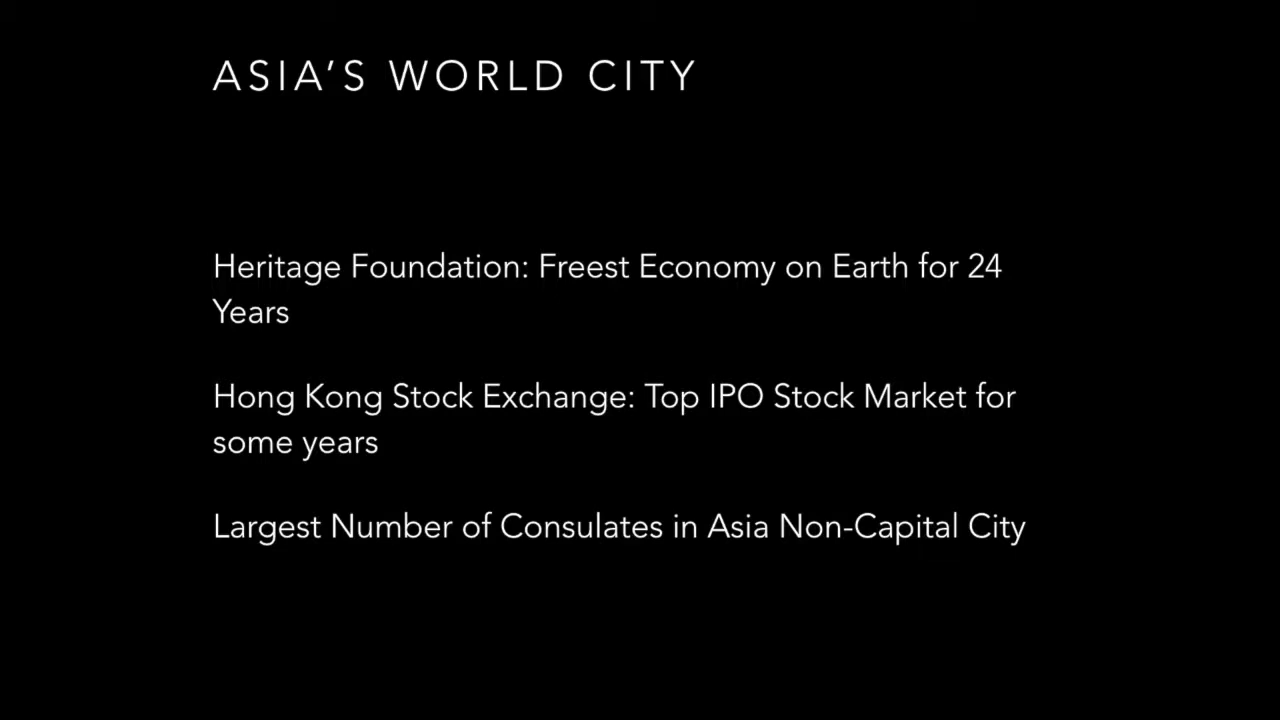 ASIA’S WORLD CITY
Heritage Foundation: Freest Economy on Earth for 24
Years
Hong Kong Stock Exchange: Top IPO Stock Market for
some years
Largest Number of Consulates in Asia Non-Capital City